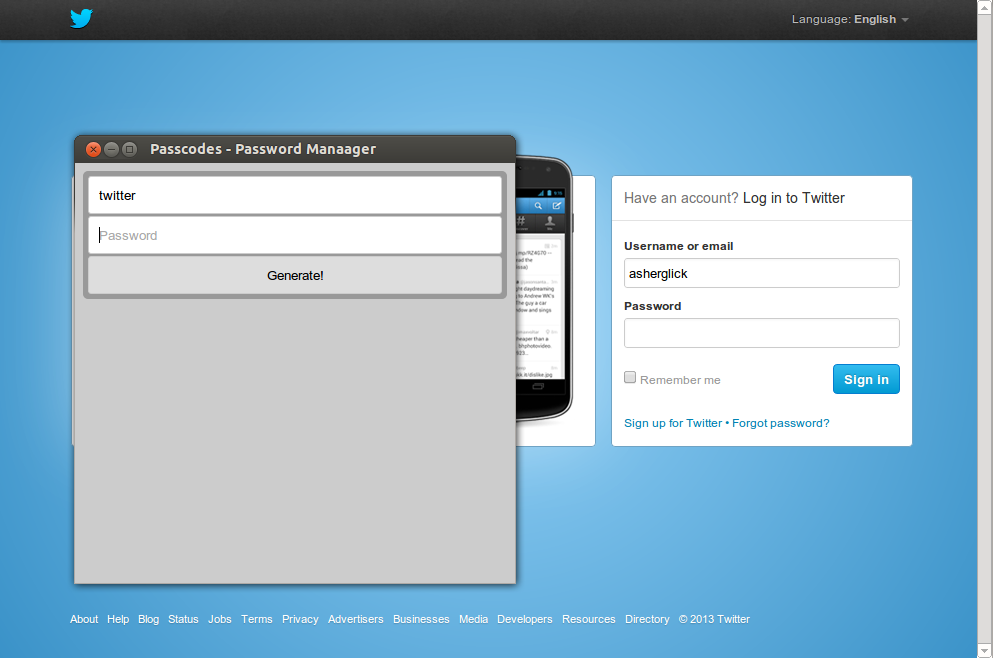 Language: English
Passcodes - Password Manaager
twitter
Password
Generate!
Have an account? Log in to Twitter
Username or email
asherglick
Password
Remember me
Sign in
Sign up for Twitter • Forgot password?
About Help Blog Status Jobs Terms Privacy Advertisers Businesses Media Developers Resources Directory © 2013 Twitter